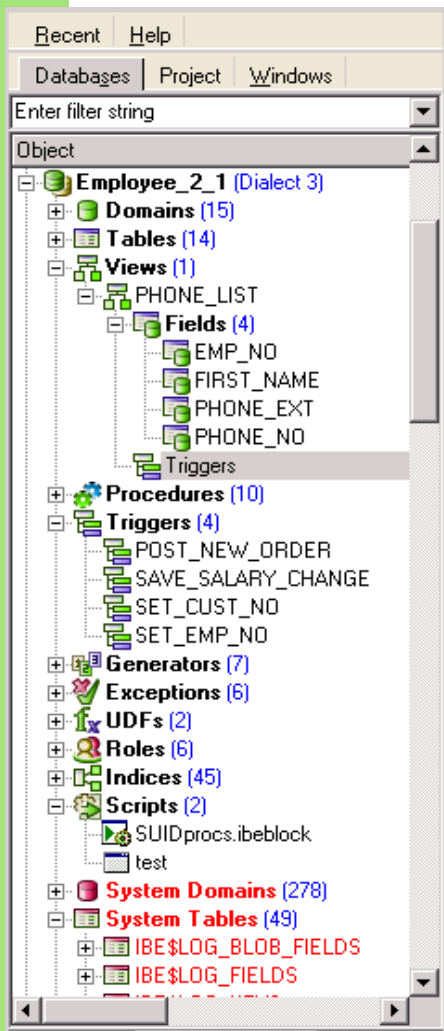 Recent Help
Databases Project Windows
Enter filter string
Object
Employee_2_1 (Dialect 3)
Domains (15)
Tables (14)
Views (1)
PHONE_LIST
Fields (4)
EMP_NO
FIRST_NAME
PHONE_EXT
PHONE_NO
Triggers
Procedures (10)
Triggers (4)
POST_NEW_ORDER
SAVE_SALARY_CHANGE
SET_CUST_NO
SET_EMP_NO
Generators (7)
Exceptions (6)
UDFs (2)
Roles (6)
Indices (45)
Scripts (2)
SUIDprocs.ibeblock
test
System Domains (278)
System Tables (49)
IBE$LOG_BLOB_FIELDS
IBE$LOG_FIELDS